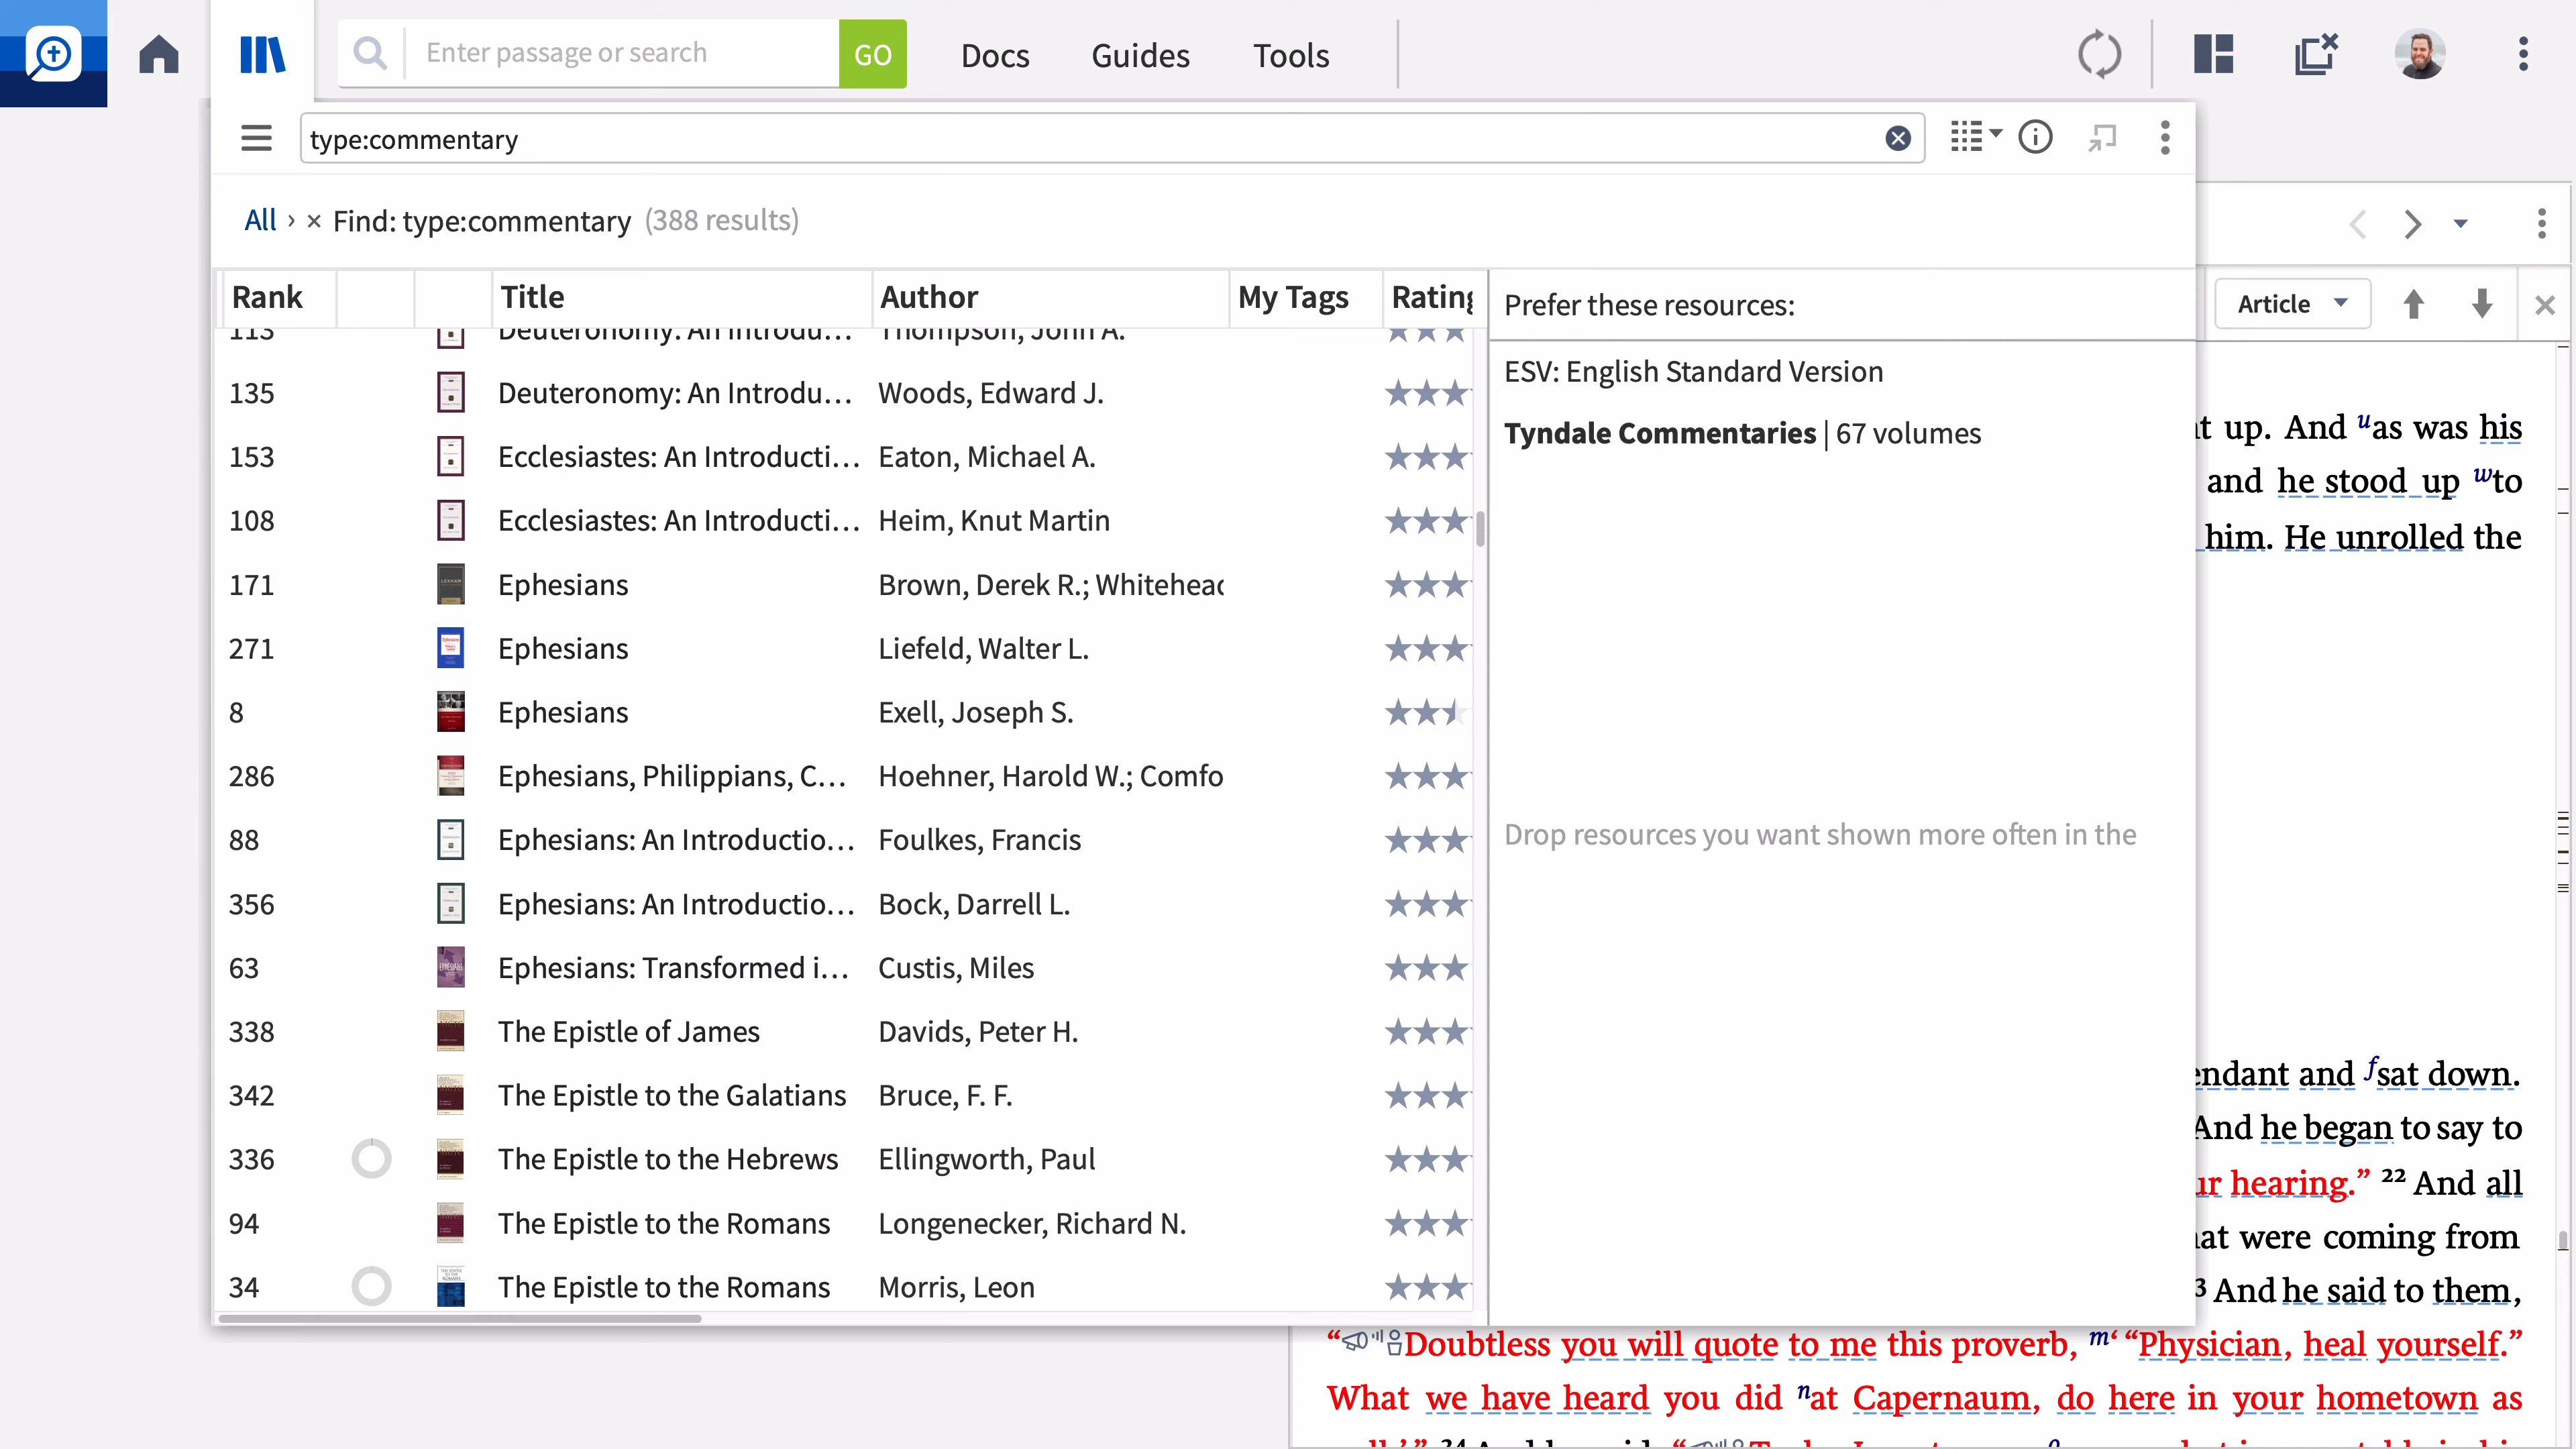 Enter passage or search
GO
Docs
Guides
Tools
type:commentary
All › × Find: type:commentary (388 results)
Rank Title Author My Tags Rating
113 Deuteronomy: An Introdu… Thompson, John A.
135 Deuteronomy: An Introdu… Woods, Edward J.
153 Ecclesiastes: An Introducti… Eaton, Michael A.
108 Ecclesiastes: An Introducti… Heim, Knut Martin
171 Ephesians Brown, Derek R.; Whitehead
271 Ephesians Liefeld, Walter L.
8 Ephesians Exell, Joseph S.
286 Ephesians, Philippians, C… Hoehner, Harold W.; Comfo
88 Ephesians: An Introductio… Foulkes, Francis
356 Ephesians: An Introductio… Bock, Darrell L.
63 Ephesians: Transformed i… Custis, Miles
338 The Epistle of James Davids, Peter H.
342 The Epistle to the Galatians Bruce, F. F.
336 The Epistle to the Hebrews Ellingworth, Paul
94 The Epistle to the Romans Longenecker, Richard N.
34 The Epistle to the Romans Morris, Leon
Prefer these resources:
ESV: English Standard Version
Tyndale Commentaries | 67 volumes
Drop resources you want shown more often in the
Article
up. And u as was his
and he stood up w to
him. He unrolled the
endant and f sat down.
And he began to say to
ur hearing.” 22 And all
at were coming from
3 And he said to them,
“Doubtless you will quote to me this proverb, m ‘ “Physician, heal yourself.”
What we have heard you did n at Capernaum, do here in your hometown as